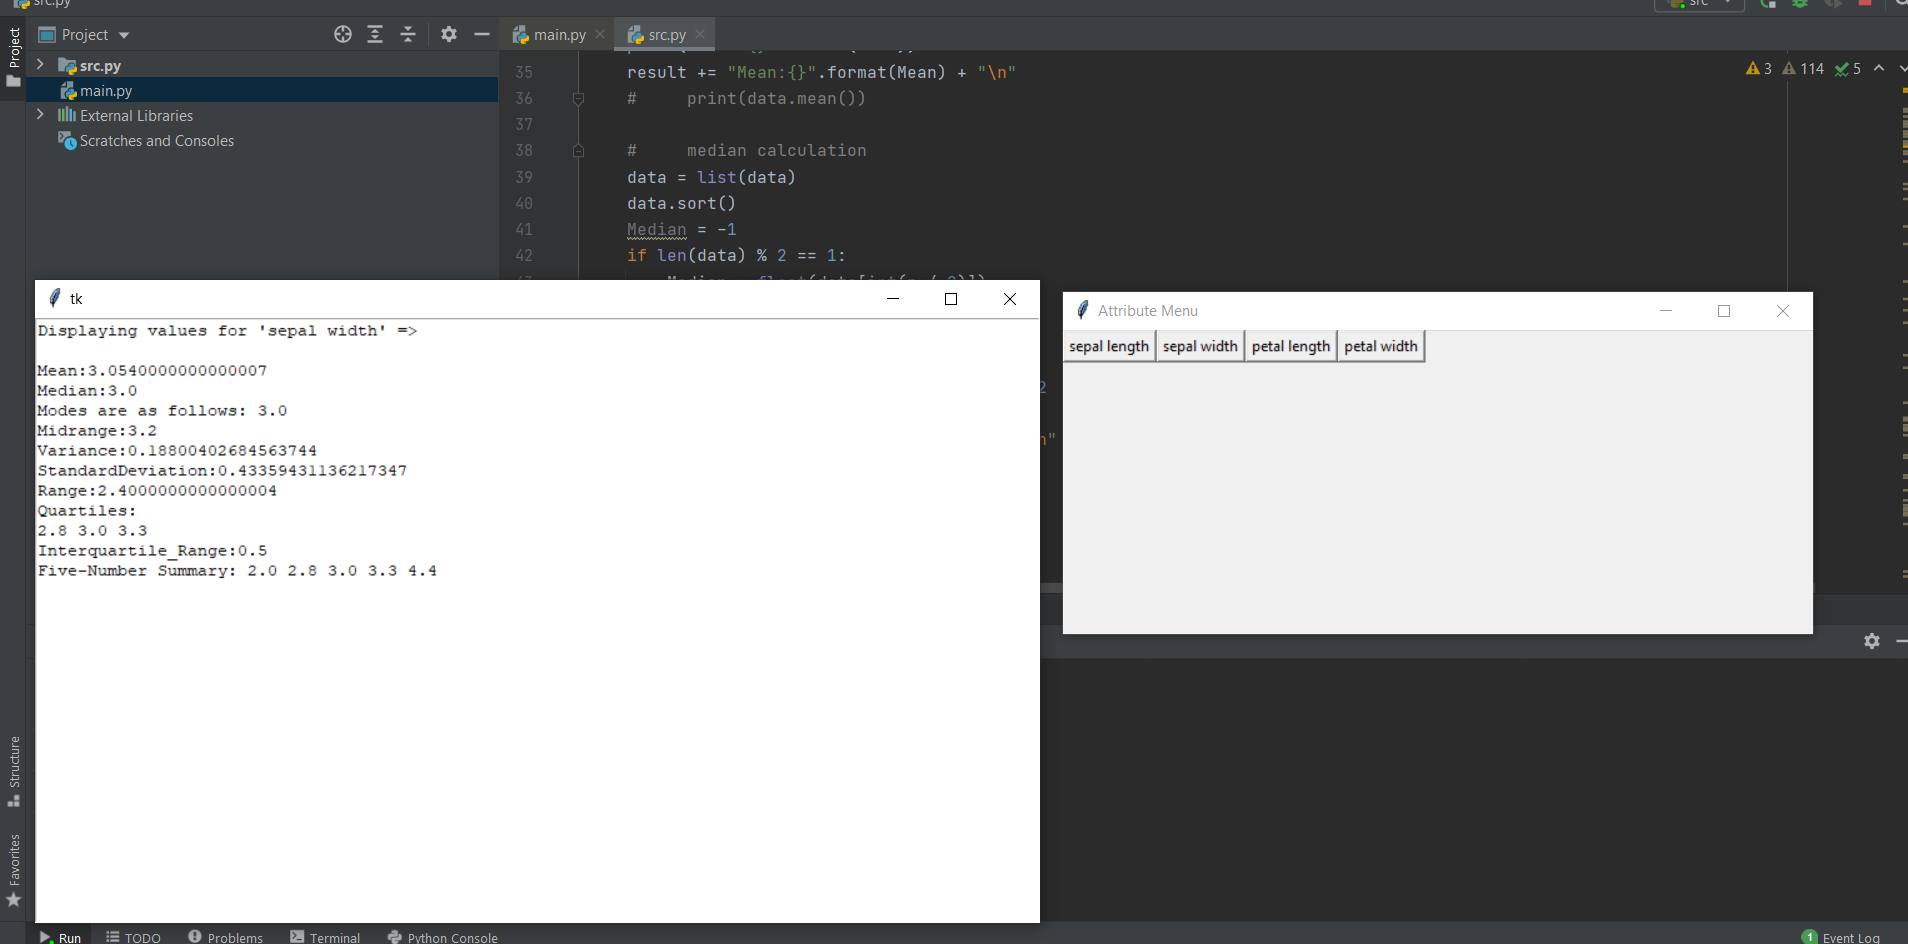 src.py
src
Project
Project
main.py
src.py
src.py
main.py
External Libraries
Scratches and Consoles
35 result += "Mean:{}".format(Mean) + "\n"
36 # print(data.mean())
37
38 # median calculation
39 data = list(data)
40 data.sort()
41 Median = -1
42 if len(data) % 2 == 1:
3 114 5
tk
Displaying values for 'sepal width' =>
Mean:3.0540000000000007
Median:3.0
Modes are as follows: 3.0
Midrange:3.2
Variance:0.18800402684563744
StandardDeviation:0.43359431136217347
Range:2.4000000000000004
Quartiles:
2.8 3.0 3.3
Interquartile_Range:0.5
Five-Number Summary: 2.0 2.8 3.0 3.3 4.4
Attribute Menu
sepal length sepal width petal length petal width
2
n"
Structure
Favorites
Run TODO Problems Terminal Python Console
1 Event Log